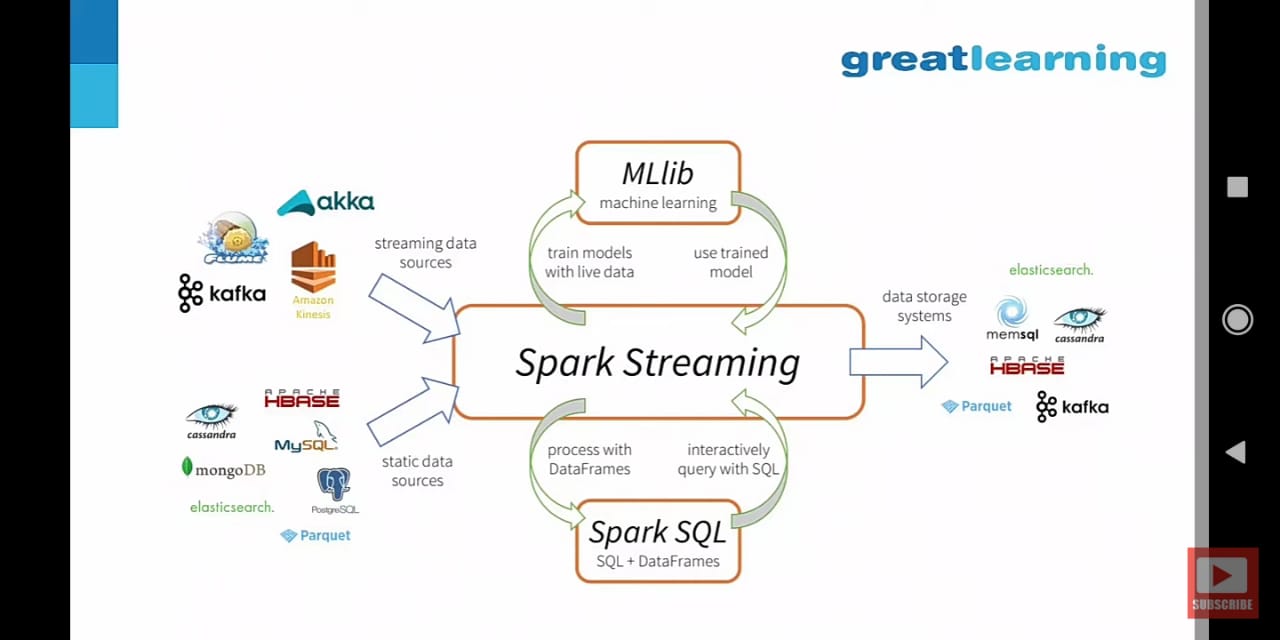 greatlearning
MLlib
machine learning
akka
FLUME
streaming data
sources
train models
with live data
use trained
model
kafka
Amazon
Kinesis
elasticsearch.
data storage
systems
memsql
cassandra
Spark Streaming
APACHE
HBASE
Parquet
kafka
APACHE
HBASE
cassandra
MySQL
mongoDB
PostgreSQL
elasticsearch.
Parquet
static data
sources
process with
DataFrames
interactively
query with SQL
Spark SQL
SQL + DataFrames
SUBSCRIBE